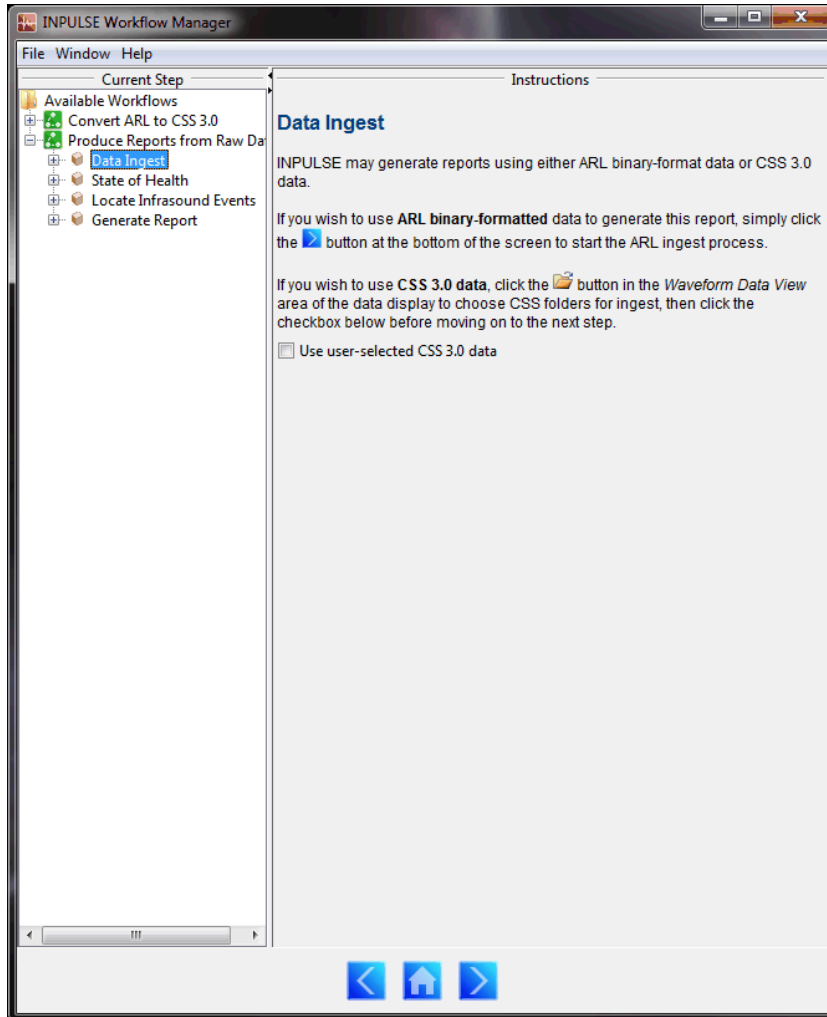 INPULSE Workflow Manager
File Window Help
Current Step
Available Workflows
Convert ARL to CSS 3.0
Produce Reports from Raw Da
Data Ingest
State of Health
Locate Infrasound Events
Generate Report
Instructions
Data Ingest
INPULSE may generate reports using either ARL binary-format data or CSS 3.0
data.
If you wish to use ARL binary-formatted data to generate this report, simply click
the button at the bottom of the screen to start the ARL ingest process.
If you wish to use CSS 3.0 data, click the button in the Waveform Data View
area of the data display to choose CSS folders for ingest, then click the
checkbox below before moving on to the next step.
Use user-selected CSS 3.0 data